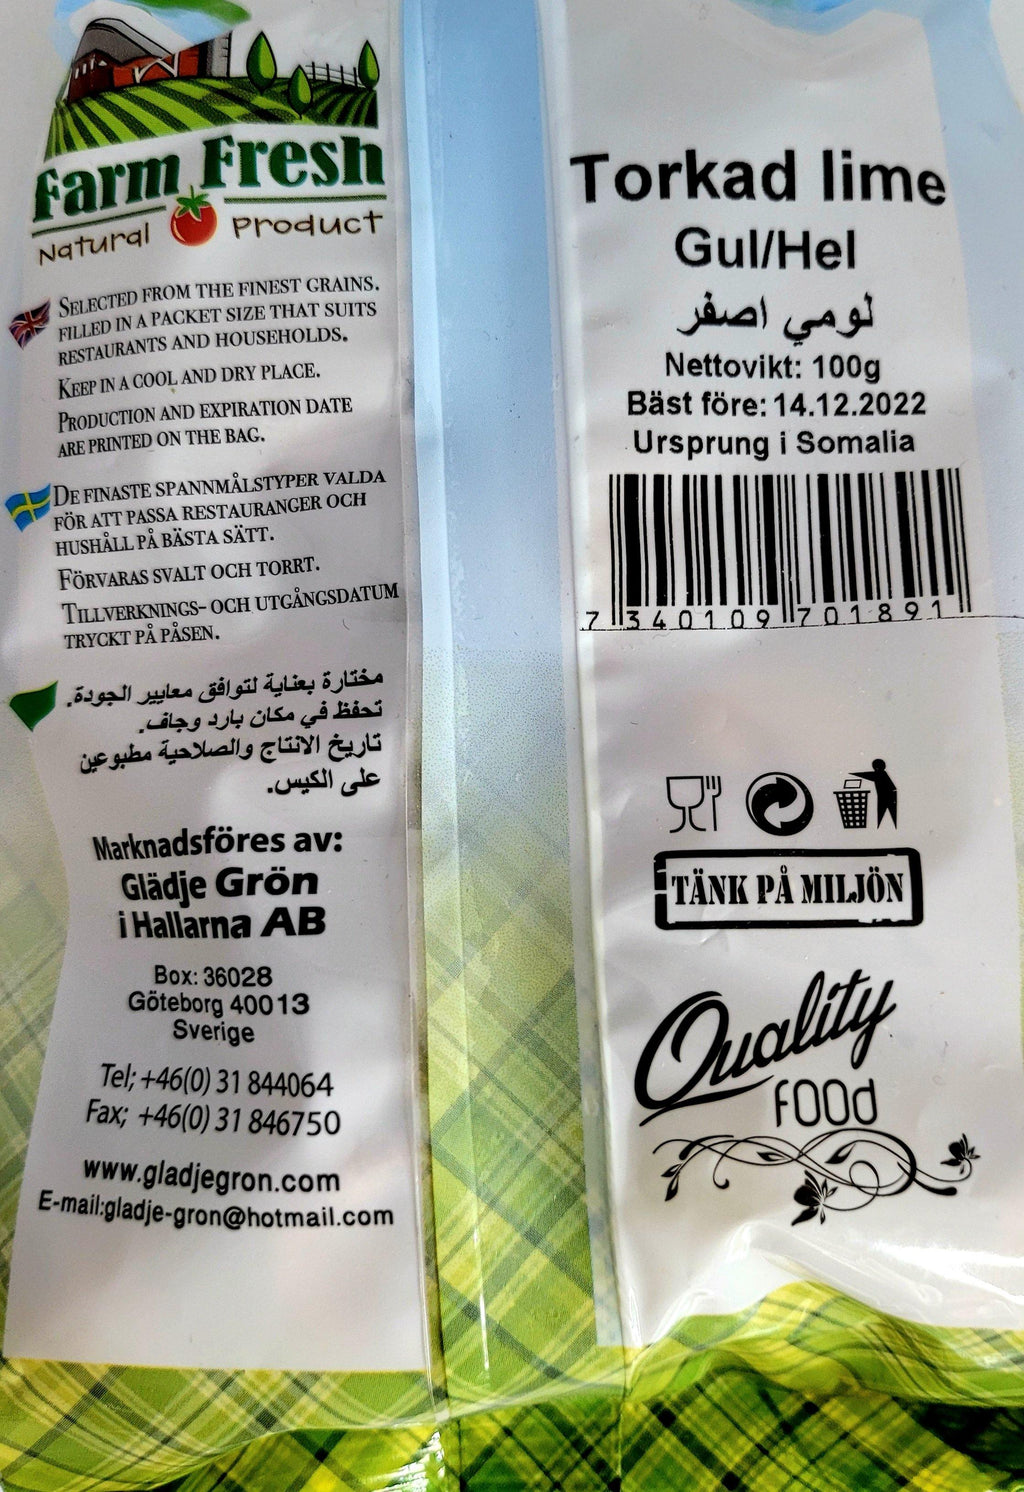 Farm Fresh
Natural Product
SELECTED FROM THE FINEST GRAINS.
FILLED IN A PACKET SIZE THAT SUITS
RESTAURANTS AND HOUSEHOLDS.
KEEP IN A COOL AND DRY PLACE.
PRODUCTION AND EXPIRATION DATE
ARE PRINTED ON THE BAG.
DE FINASTE SPANNMÅLSTYPER VALDA
FÖR ATT PASSA RESTAURANGER OCH
HUSHÅLL PÅ BÄSTA SÄTT.
FÖRVARAS SVALT OCH TORRT.
TILLVERKNINGS- OCH UTGÅNGSDATUM
TRYCKT PÅ PÅSEN.
مختارة بعناية لتوافق معايير الجودة.
تحفظ في مكان بارد وجاف.
تاريخ الانتاج والصلاحية مطبوعين
على الكيس.
Marknadsföres av:
Glädje Grön
i Hallarna AB
Box: 36028
Göteborg 40013
Sverige
Tel; +46(0) 31 844064
Fax; +46(0) 31 846750
www.gladjegron.com
E-mail:gladje-gron@hotmail.com
Torkad lime
Gul/Hel
لومي اصفر
Nettovikt: 100g
Bäst före: 14.12.2022
Ursprung i Somalia
7 340109 701891
TÄNK PÅ MILJÖN
Quality
FOOd